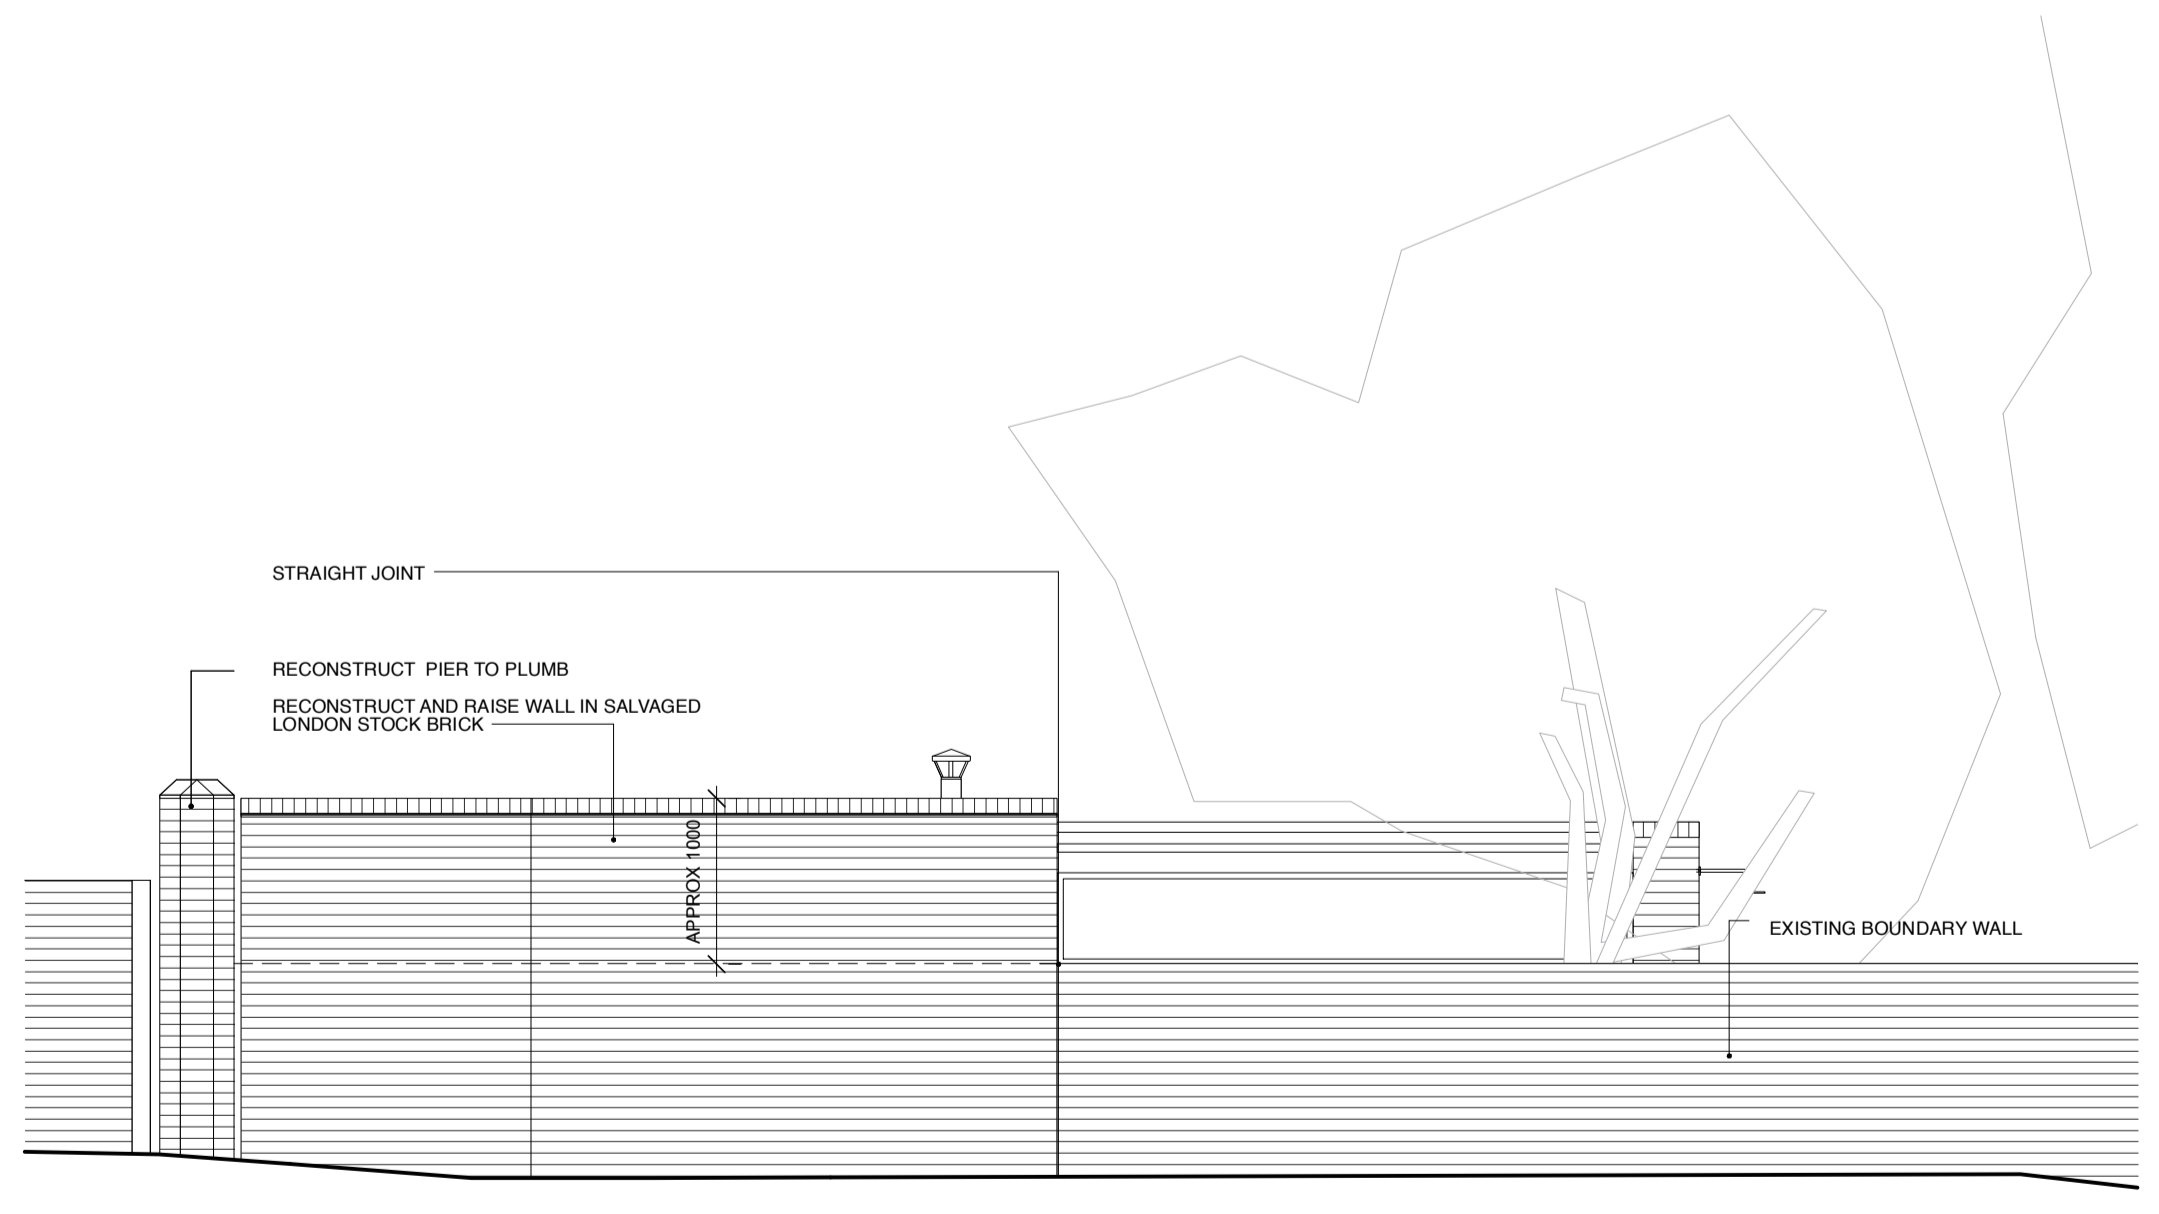 STRAIGHT JOINT
RECONSTRUCT PIER TO PLUMB
RECONSTRUCT AND RAISE WALL IN SALVAGED
LONDON STOCK BRICK
APPROX 1000
EXISTING BOUNDARY WALL